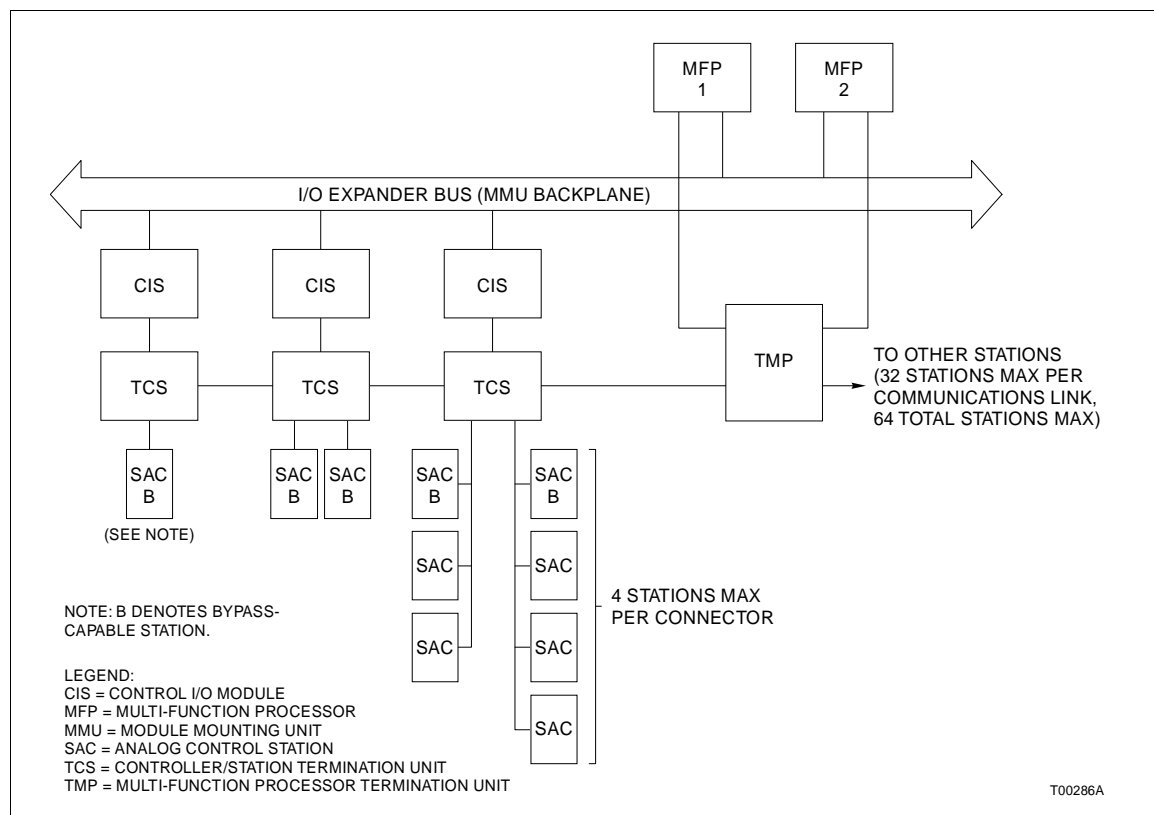 MFP
1
MFP
2
I/O EXPANDER BUS (MMU BACKPLANE)
CIS
CIS
CIS
TCS
TCS
TCS
TMP
TO OTHER STATIONS
(32 STATIONS MAX PER
COMMUNICATIONS LINK,
64 TOTAL STATIONS MAX)
SAC
B
(SEE NOTE)
SAC
B
SAC
B
SAC
B
SAC
SAC
SAC
B
SAC
SAC
SAC
4 STATIONS MAX
PER CONNECTOR
NOTE: B DENOTES BYPASS-
CAPABLE STATION.
LEGEND:
CIS = CONTROL I/O MODULE
MFP = MULTI-FUNCTION PROCESSOR
MMU = MODULE MOUNTING UNIT
SAC = ANALOG CONTROL STATION
TCS = CONTROLLER/STATION TERMINATION UNIT
TMP = MULTI-FUNCTION PROCESSOR TERMINATION UNIT
T00286A